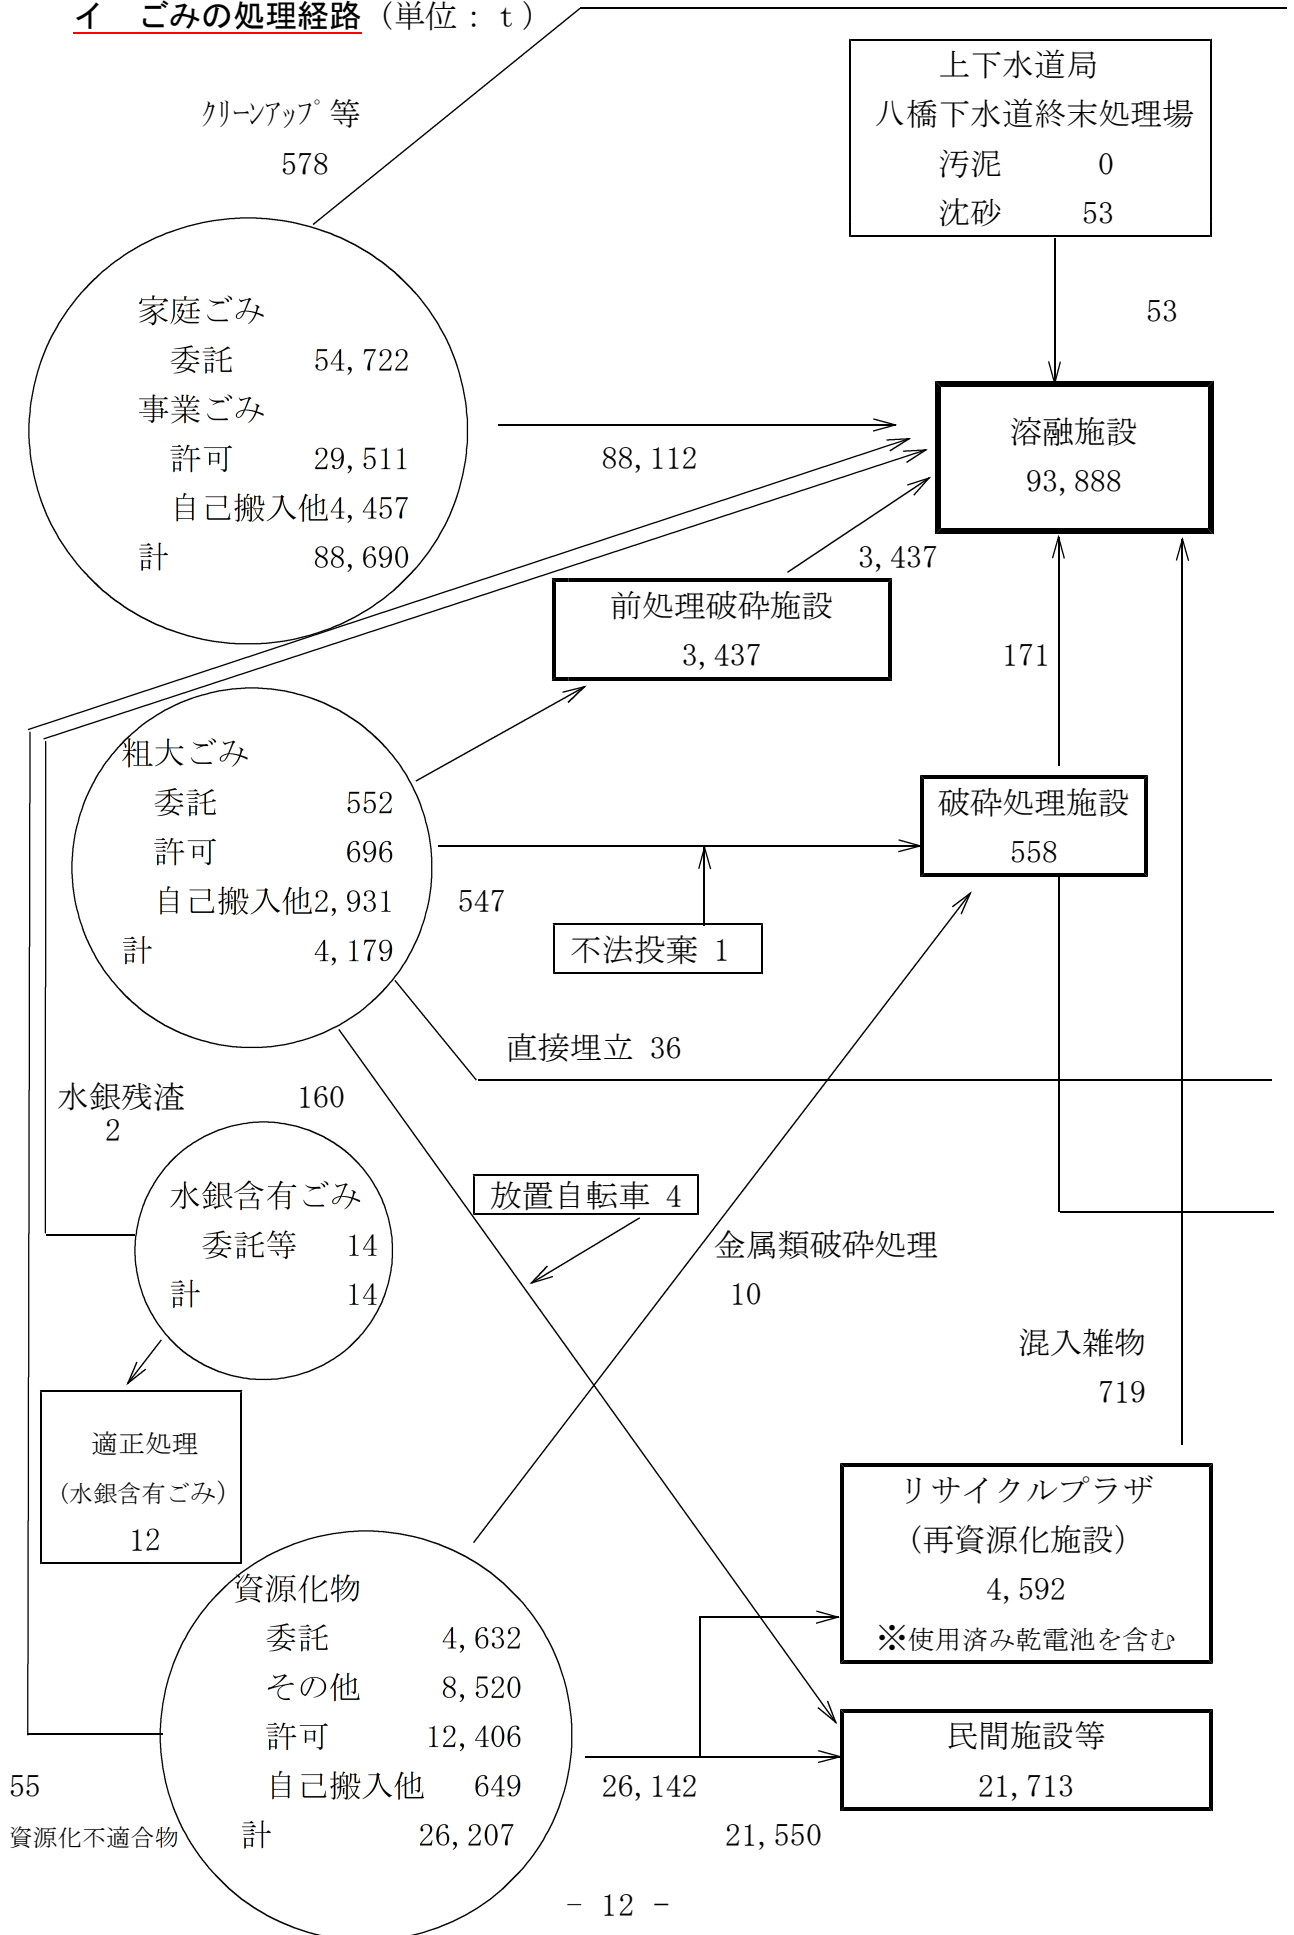 イ　ごみの処理経路（単位：ｔ）
ｸﾘｰﾝｱｯﾌﾟ等
578
上下水道局
八橋下水道終末処理場
汚泥　0
沈砂　53
53
家庭ごみ
委託　54,722
事業ごみ
許可　29,511
自己搬入他4,457
計　88,690
88,112
溶融施設
93,888
3,437
前処理破砕施設
3,437
171
粗大ごみ
委託　552
許可　696
自己搬入他2,931
計　4,179
547
破砕処理施設
558
不法投棄 1
直接埋立 36
水銀残渣
2
160
水銀含有ごみ
委託等　14
計　14
放置自転車 4
金属類破砕処理
10
混入雑物
719
適正処理
（水銀含有ごみ）
12
リサイクルプラザ
（再資源化施設）
4,592
※使用済み乾電池を含む
資源化物
委託　4,632
その他　8,520
許可　12,406
自己搬入他　649
計　26,207
民間施設等
21,713
55
資源化不適合物
26,142
21,550
－ 12 －